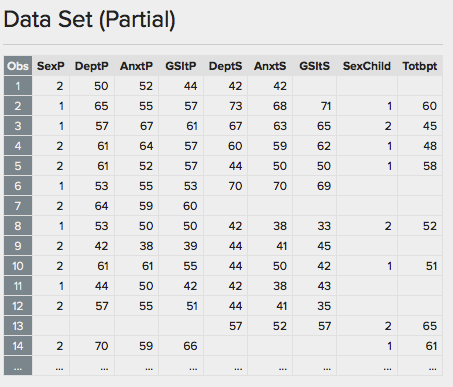 Data Set (Partial)
Obs SexP DeptP AnxtP GSItP DeptS AnxtS GSItS SexChild Totbpt
1 2 50 52 44 42 42
2 1 65 55 57 73 68 71 1 60
3 1 57 67 61 67 63 65 2 45
4 2 61 64 57 60 59 62 1 48
5 2 61 52 57 44 50 50 1 58
6 1 53 55 53 70 70 69
7 2 64 59 60
8 1 53 50 50 42 38 33 2 52
9 2 42 38 39 44 41 45
10 2 61 61 55 44 50 42 1 51
11 1 44 50 42 42 38 43
12 2 57 55 51 44 41 35
13 57 52 57 2 65
14 2 70 59 66 1 61
... ... ... ... ... ... ... ... ... ...